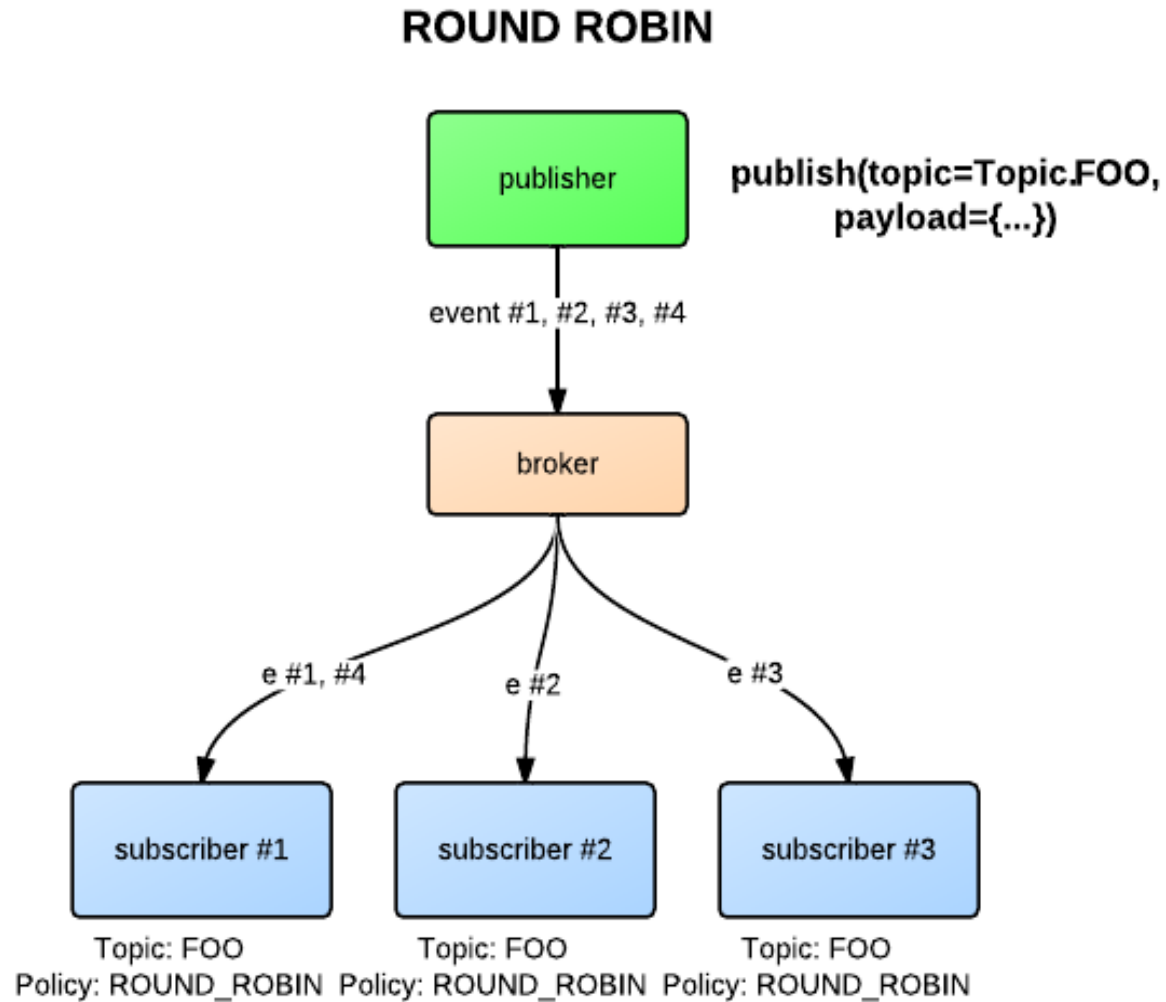 ROUND ROBIN
publisher
publish(topic=Topic.FOO,
payload={...})
event #1, #2, #3, #4
broker
e #1, #4
e #2
e #3
subscriber #1
subscriber #2
subscriber #3
Topic: FOO
Policy: ROUND_ROBIN
Topic: FOO
Policy: ROUND_ROBIN
Topic: FOO
Policy: ROUND_ROBIN